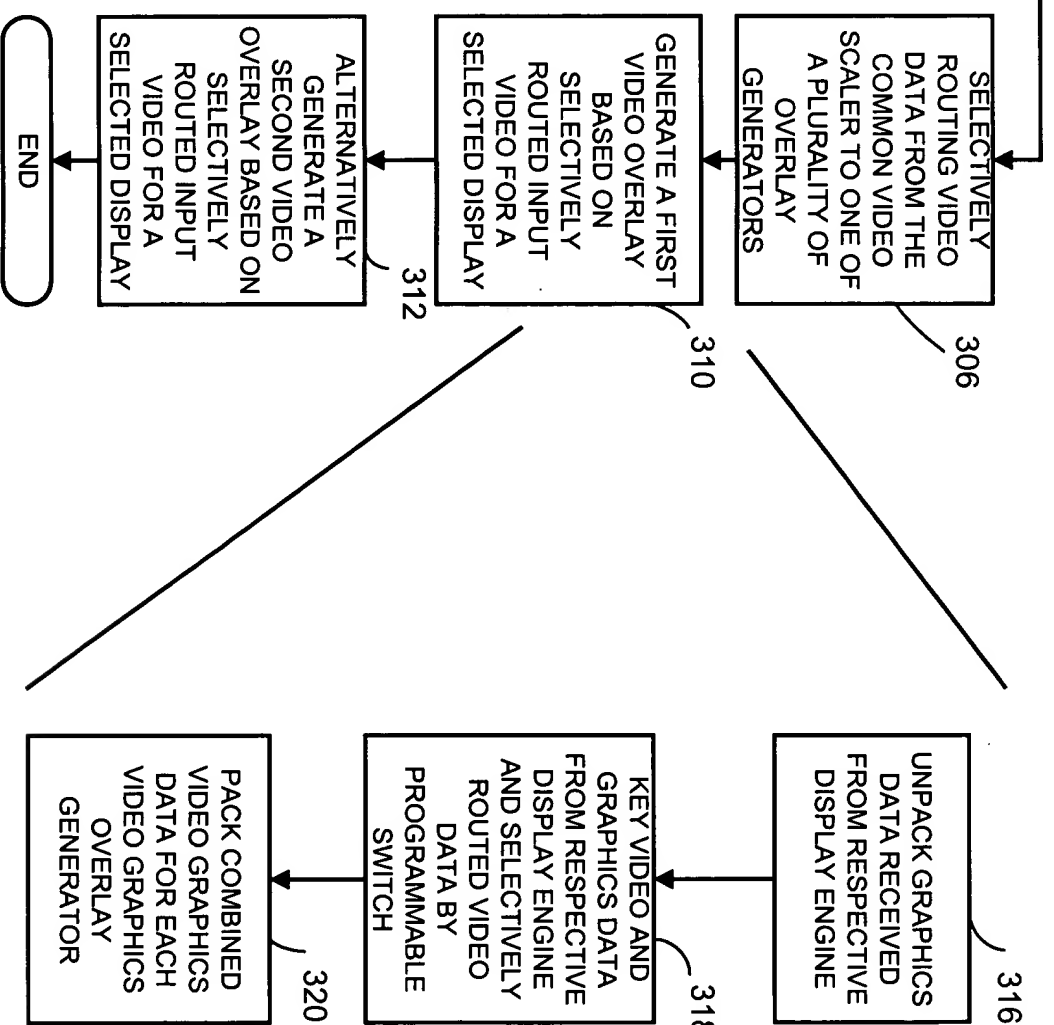 SELECTIVELY
ROUTING VIDEO
DATA FROM THE
COMMON VIDEO
SCALER TO ONE OF
A PLURALITY OF
OVERLAY
GENERATORS
306
GENERATE A FIRST
VIDEO OVERLAY
BASED ON
SELECTIVELY
ROUTED INPUT
VIDEO FOR A
SELECTED DISPLAY
310
ALTERNATIVELY
GENERATE A
SECOND VIDEO
OVERLAY BASED ON
SELECTIVELY
ROUTED INPUT
VIDEO FOR A
SELECTED DISPLAY
312
END
UNPACK GRAPHICS
DATA RECEIVED
FROM RESPECTIVE
DISPLAY ENGINE
316
KEY VIDEO AND
GRAPHICS DATA
FROM RESPECTIVE
DISPLAY ENGINE
AND SELECTIVELY
ROUTED VIDEO
DATA BY
PROGRAMMABLE
SWITCH
318
PACK COMBINED
VIDEO GRAPHICS
DATA FOR EACH
VIDEO GRAPHICS
OVERLAY
GENERATOR
320